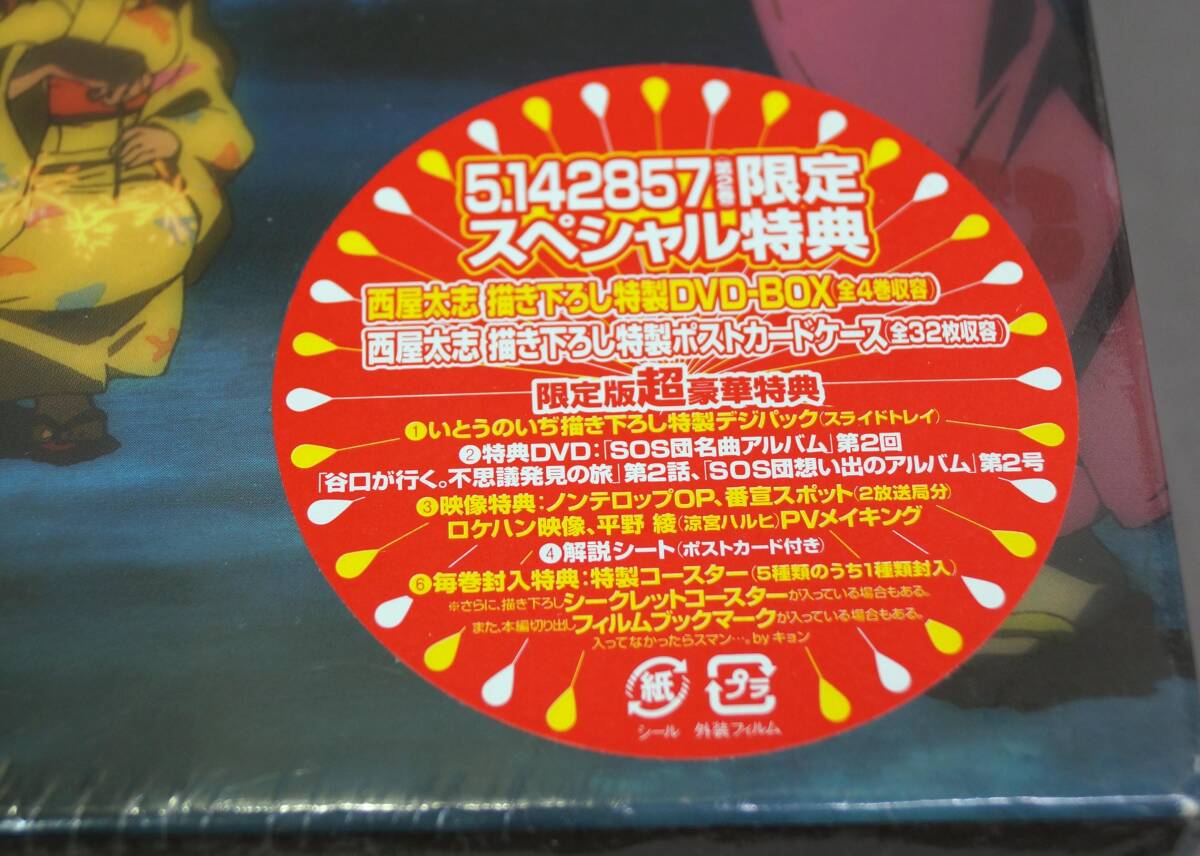 5.142857(第2巻)限定
スペシャル特典
西屋太志 描き下ろし特製DVD-BOX(全4巻収容)
西屋太志 描き下ろし特製ポストカードケース(全32枚収容)
限定版超豪華特典
①いとうのいぢ描き下ろし特製デジパック(スライドトレイ)
②特典DVD:「SOS団名曲アルバム」第2回
「谷口が行く。不思議発見の旅」第2話、「SOS団想い出のアルバム」第2号
③映像特典:ノンテロップOP、番宣スポット(2放送局分)
ロケハン映像、平野 綾(涼宮ハルヒ)PVメイキング
④解説シート(ポストカード付き)
⑥毎巻封入特典:特製コースター(5種類のうち1種類封入)
※さらに、描き下ろしシークレットコースターが入っている場合もある。
また、本編切り出しフィルムブックマークが入っている場合もある。
入ってなかったらスマン…。by キョン
紙 プラ
シール 外装フィルム